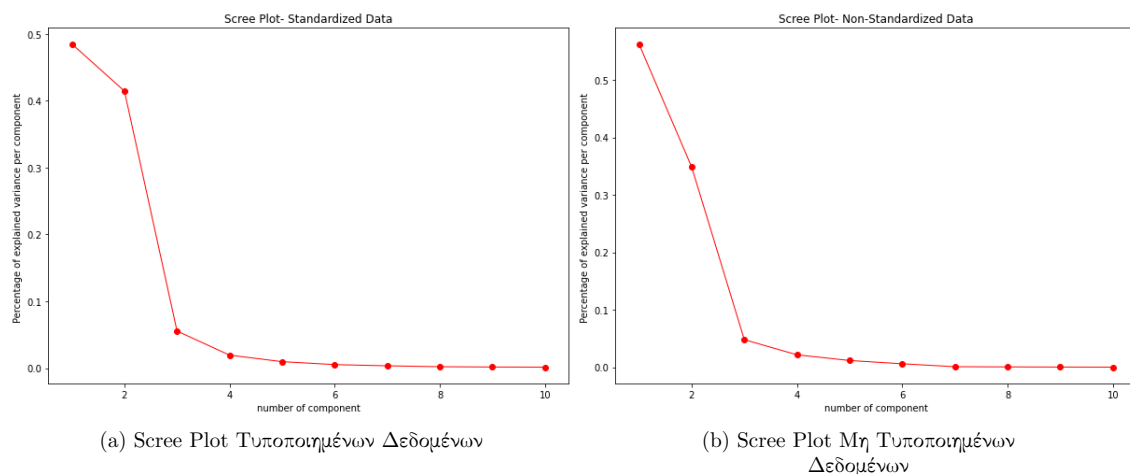 Scree Plot- Standardized Data
0.5
0.4
0.3
0.2
0.1
0.0
Percentage of explained variance per component
2 4 6 8 10
number of component
(a) Scree Plot Τυποποιημένων Δεδομένων
Scree Plot- Non-Standardized Data
0.5
0.4
0.3
0.2
0.1
0.0
Percentage of explained variance per component
2 4 6 8 10
number of component
(b) Scree Plot Μη Τυποποιημένων
Δεδομένων